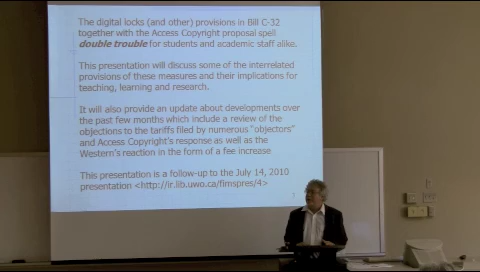 The digital locks (and other) provisions in Bill C-32
together with the Access Copyright proposal spell
double trouble for students and academic staff alike.
This presentation will discuss some of the interrelated
provisions of these measures and their implications for
teaching, learning and research.
It will also provide an update about developments over
the past few months which include a review of the
objections to the tariffs filed by numerous "objectors"
and Access Copyright's response as well as the
Western's reaction in the form of a fee increase
This presentation is a follow-up to the July 14, 2010
presentation <http://ir.lib.uwo.ca/fimspres/4>